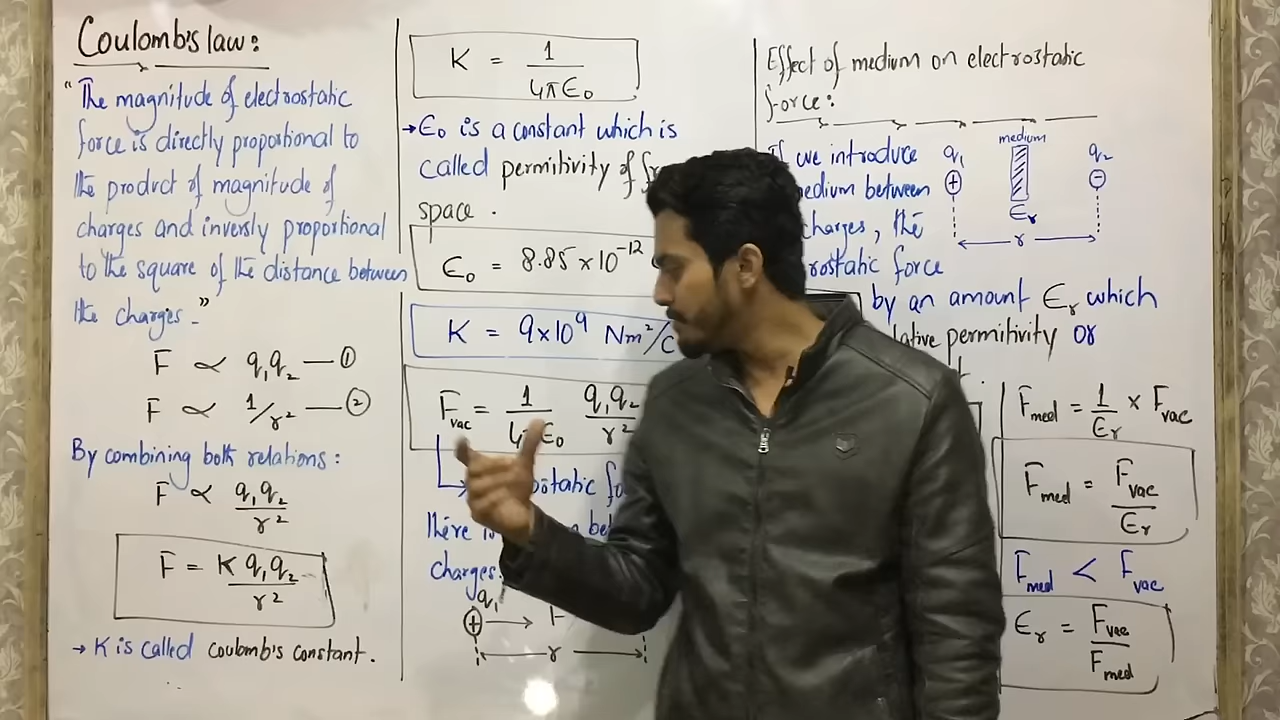 Coulomb's law:
"The magnitude of electrostatic
force is directly proportional to
the product of magnitude of
charges and inversly proportional
to the square of the distance between
the charges."
F ∝ q₁q₂ — ①
F ∝ 1/r² — ②
By combining both relations:
F ∝ q₁q₂/r²
F = K q₁q₂/r²
→ K is called coulomb's constant.
K = 1/4πε₀
→ ε₀ is a constant which is
called permitivity of
space.
ε₀ = 8.85×10⁻¹²
K = 9×10⁹ Nm²/C
Fvac = 1/4πε₀ q₁q₂/r²
charges.
q₁
⊕ →
r
Effect of medium on electrostatic
force:
If we introduce
medium between
charges, the
force
by an amount εr which
permitivity or
medium
q₁ q₂
⊕ ⊖
εr
r
Fmed = 1/εr × Fvac
Fmed = Fvac/εr
Fmed < Fvac
εr = Fvac/Fmed